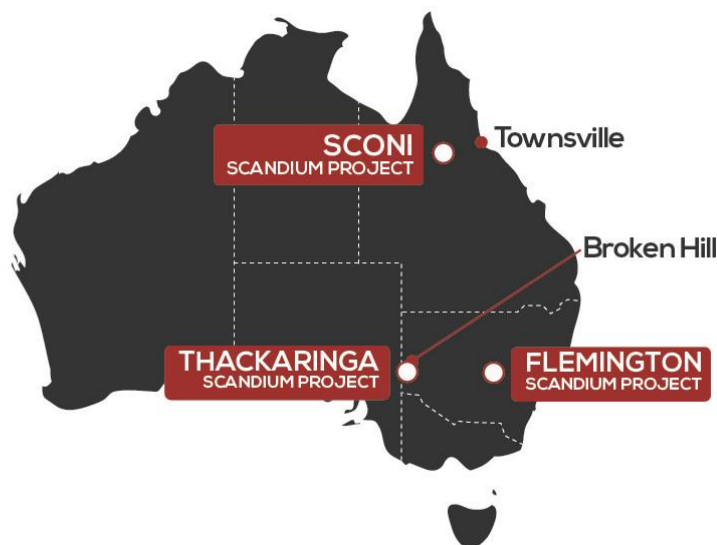 SCONI
SCANDIUM PROJECT
Townsville
Broken Hill
THACKARINGA
SCANDIUM PROJECT
FLEMINGTON
SCANDIUM PROJECT